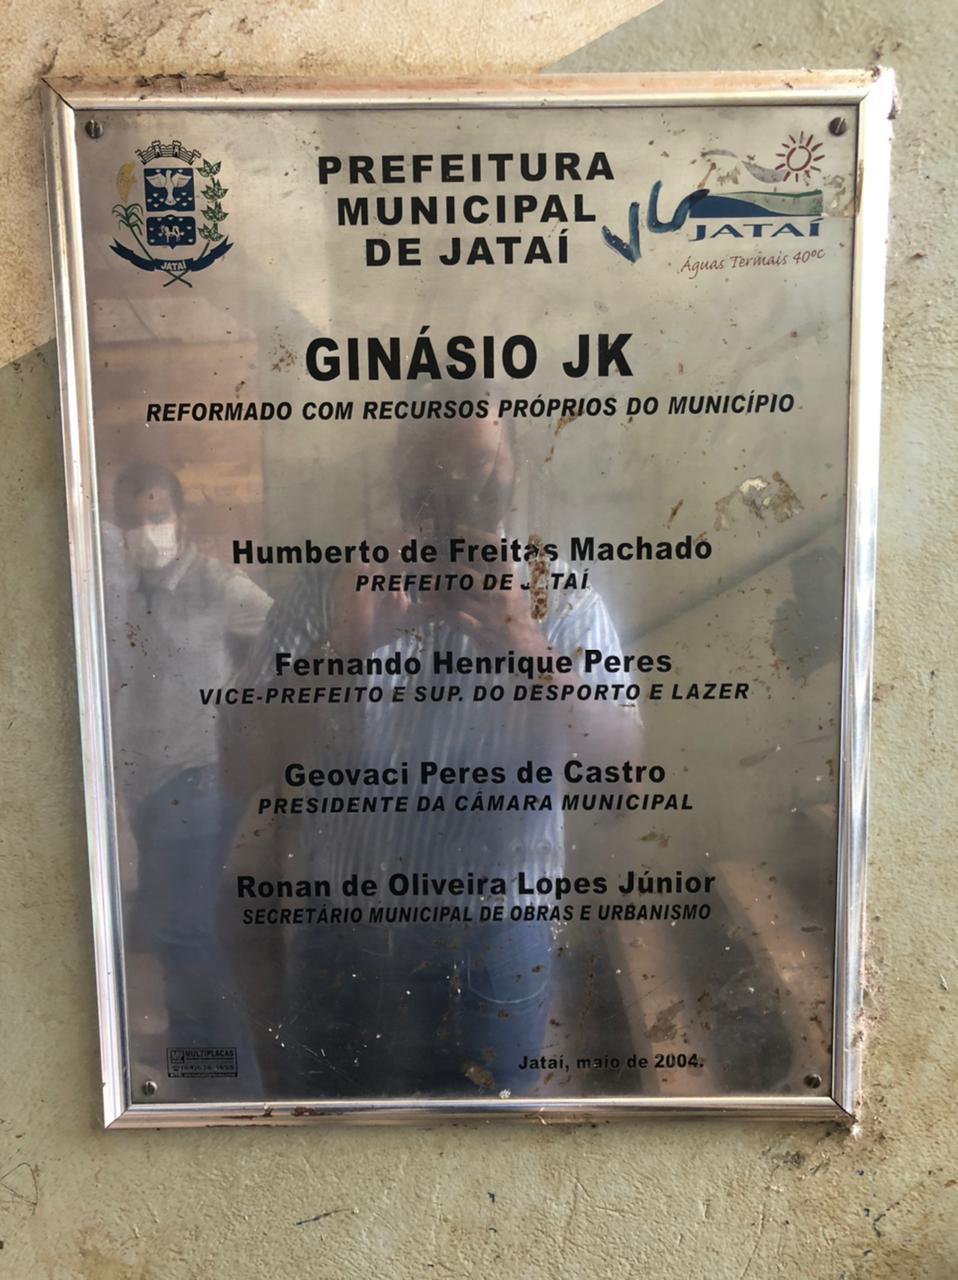 PREFEITURA
MUNICIPAL
DE JATAÍ
JATAÍ
JATAÍ
Águas Termais 40ºC
GINÁSIO JK
REFORMADO COM RECURSOS PRÓPRIOS DO MUNICÍPIO
Humberto de Freitas Machado
PREFEITO DE JATAÍ
Fernando Henrique Peres
VICE-PREFEITO E SUP. DO DESPORTO E LAZER
Geovaci Peres de Castro
PRESIDENTE DA CÂMARA MUNICIPAL
Ronan de Oliveira Lopes Júnior
SECRETÁRIO MUNICIPAL DE OBRAS E URBANISMO
MULTIPLACAS
Jataí, maio de 2004.